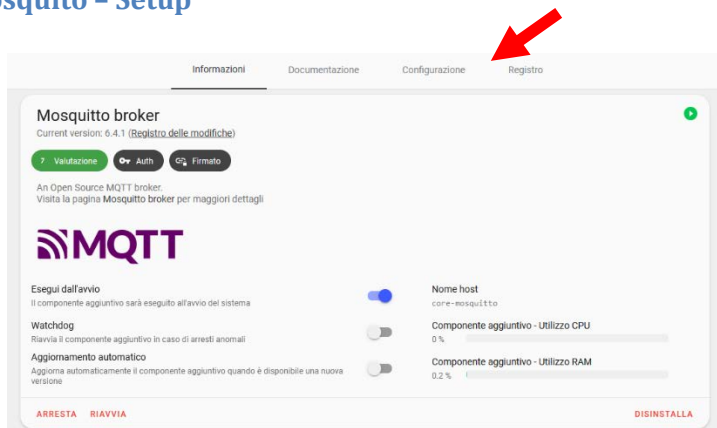 squito – Setup
Informazioni Documentazione Configurazione Registro
Mosquitto broker
Current version: 6.4.1 (Registro delle modifiche)
7 Valutazione Auth Firmato
An Open Source MQTT broker.
Visita la pagina Mosquitto broker per maggiori dettagli
MQTT
Esegui dall'avvio
Il componente aggiuntivo sarà eseguito all'avvio del sistema
Nome host
core-mosquitto
Watchdog
Riavvia il componente aggiuntivo in caso di arresti anomali
Componente aggiuntivo - Utilizzo CPU
0 %
Aggiornamento automatico
Aggiorna automaticamente il componente aggiuntivo quando è disponibile una nuova
versione
Componente aggiuntivo - Utilizzo RAM
0.2 %
ARRESTA RIAVVIA DISINSTALLA